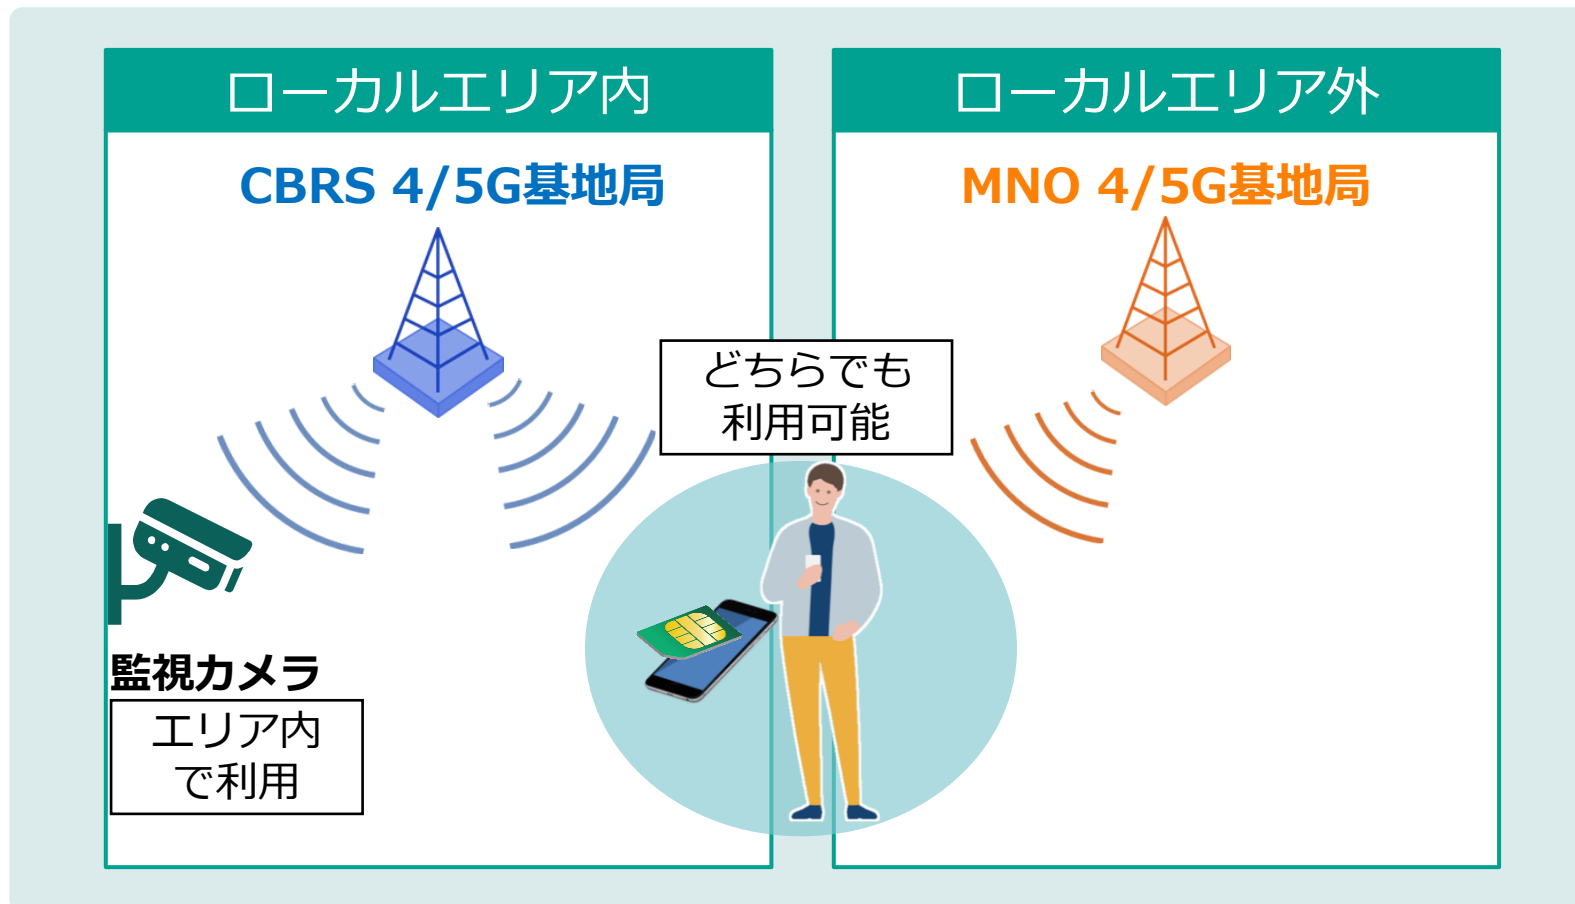 ローカルエリア内
ローカルエリア外
CBRS 4/5G基地局
MNO 4/5G基地局
どちらでも
利用可能
監視カメラ
エリア内
で利用